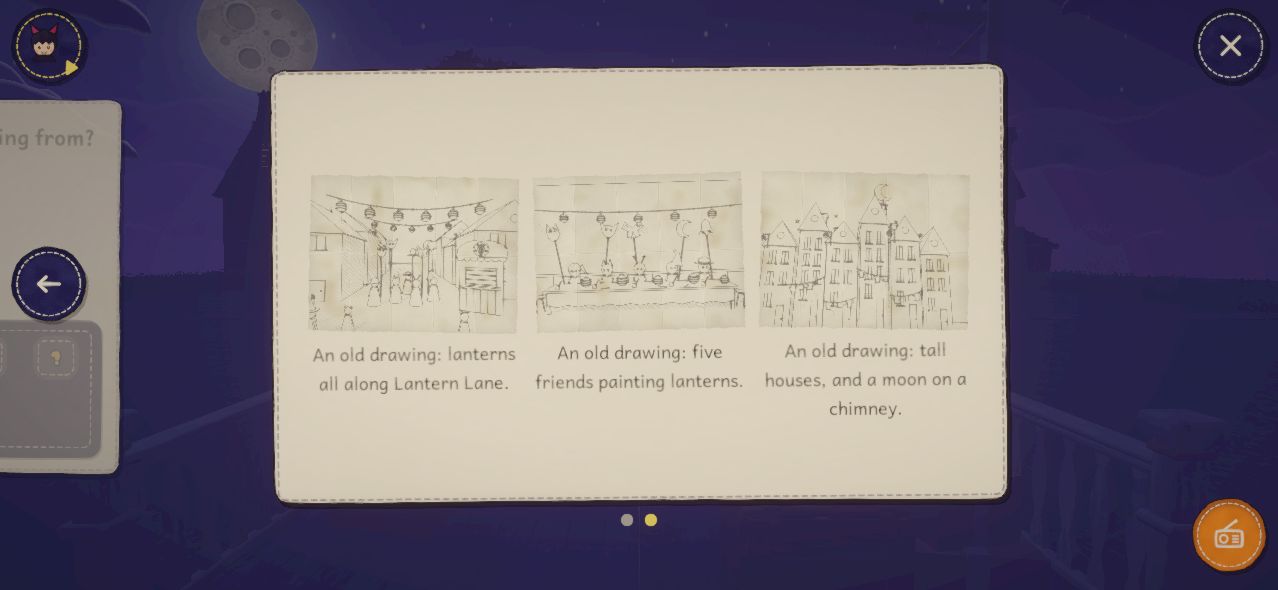 ing from?
An old drawing: lanterns
all along Lantern Lane.
An old drawing: five
friends painting lanterns.
An old drawing: tall
houses, and a moon on a
chimney.
?